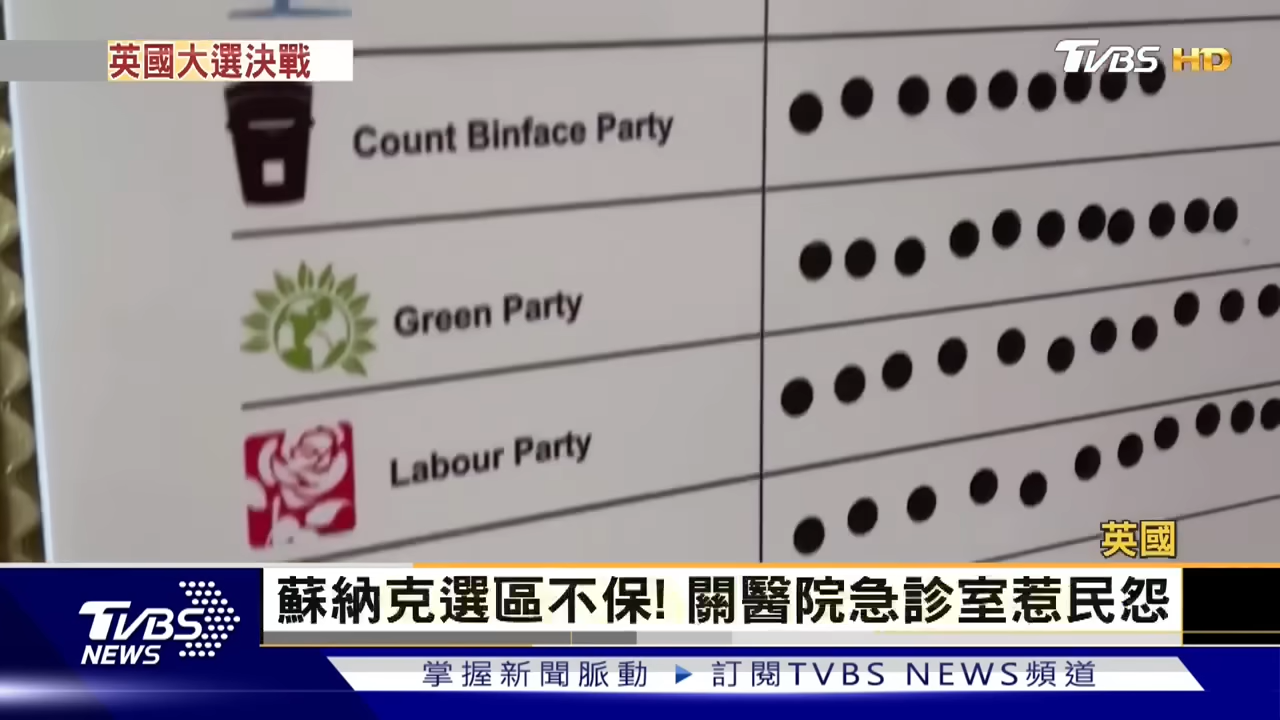 英國大選決戰
TVBS HD
Count Binface Party
Green Party
Labour Party
英國
蘇納克選區不保! 關醫院急診室惹民怨
TVBS
NEWS
掌握新聞脈動 ▶ 訂閱TVBS NEWS頻道